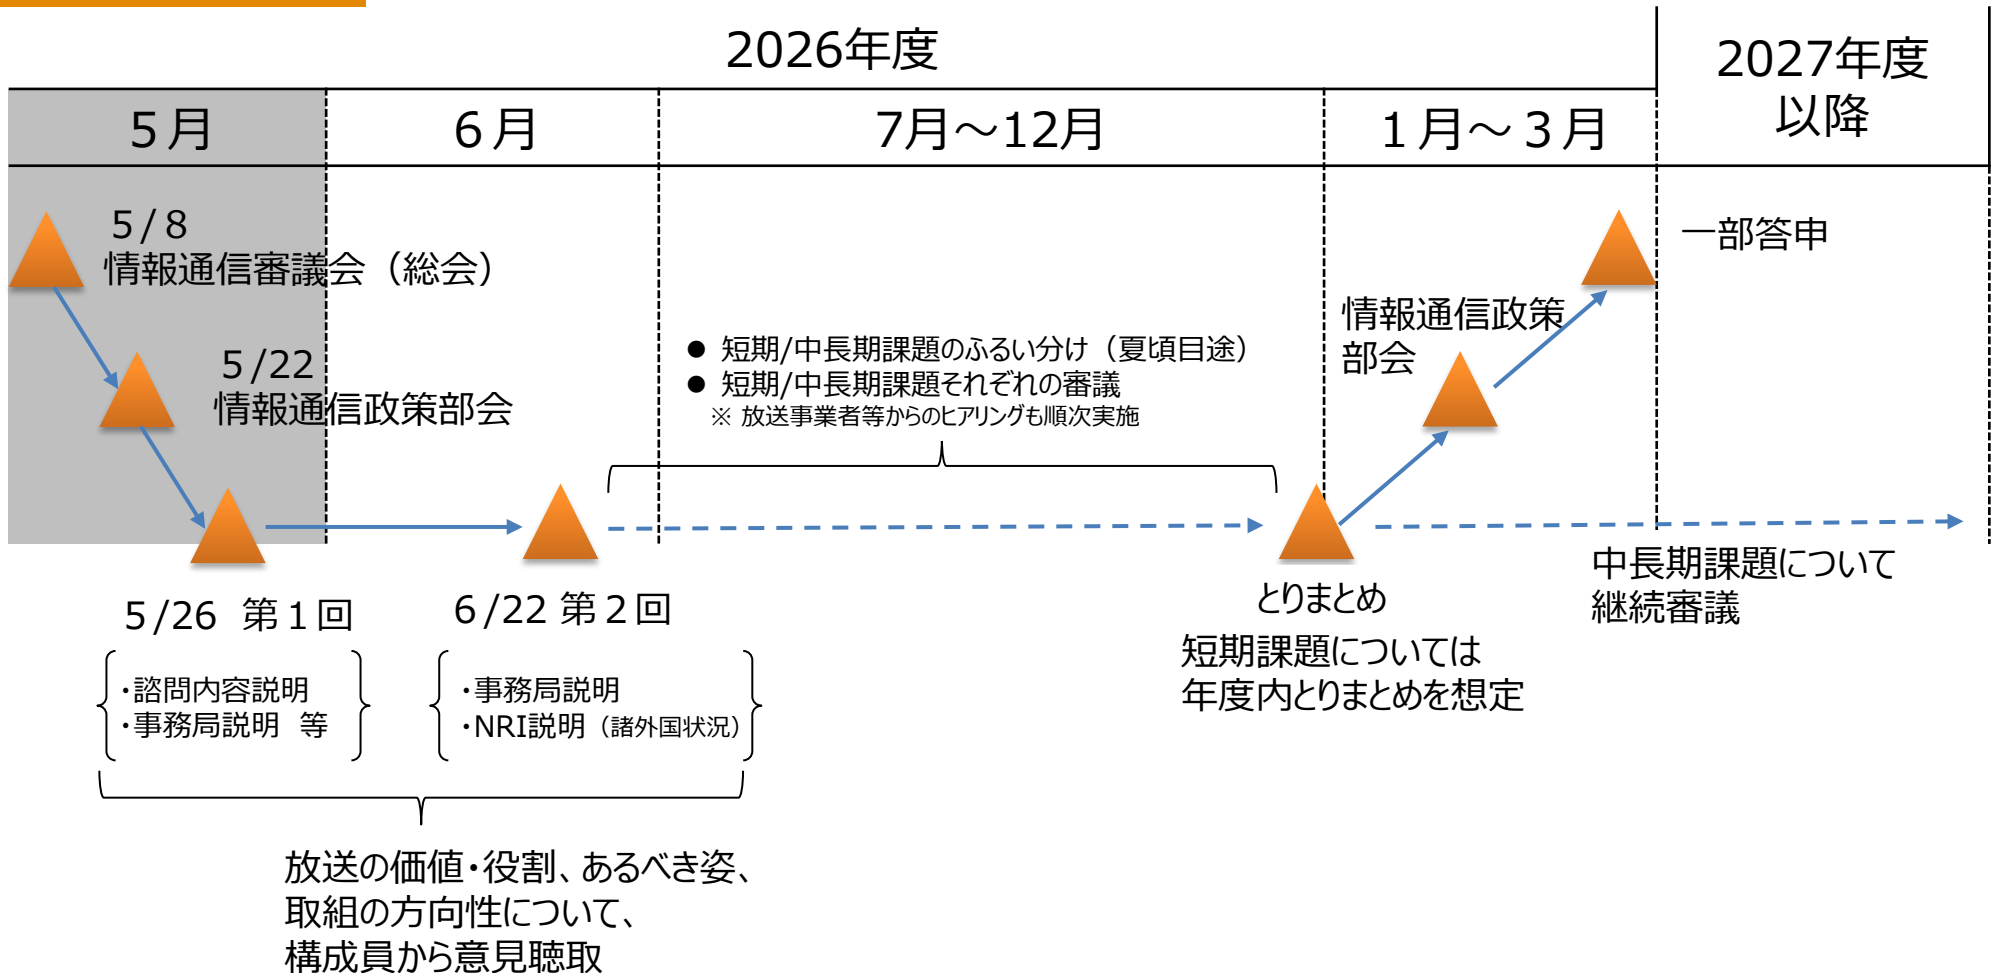 2026年度
2027年度
以降
5月
6月
7月～12月
1月～3月
5/8
情報通信審議会（総会）
5/22
情報通信政策部会
● 短期/中長期課題のふるい分け（夏頃目途）
● 短期/中長期課題それぞれの審議
※ 放送事業者等からのヒアリングも順次実施
情報通信政策
部会
一部答申
5/26 第1回
・諮問内容説明
・事務局説明 等
6/22 第2回
・事務局説明
・NRI説明（諸外国状況）
とりまとめ
短期課題については
年度内とりまとめを想定
中長期課題について
継続審議
放送の価値・役割、あるべき姿、
取組の方向性について、
構成員から意見聴取